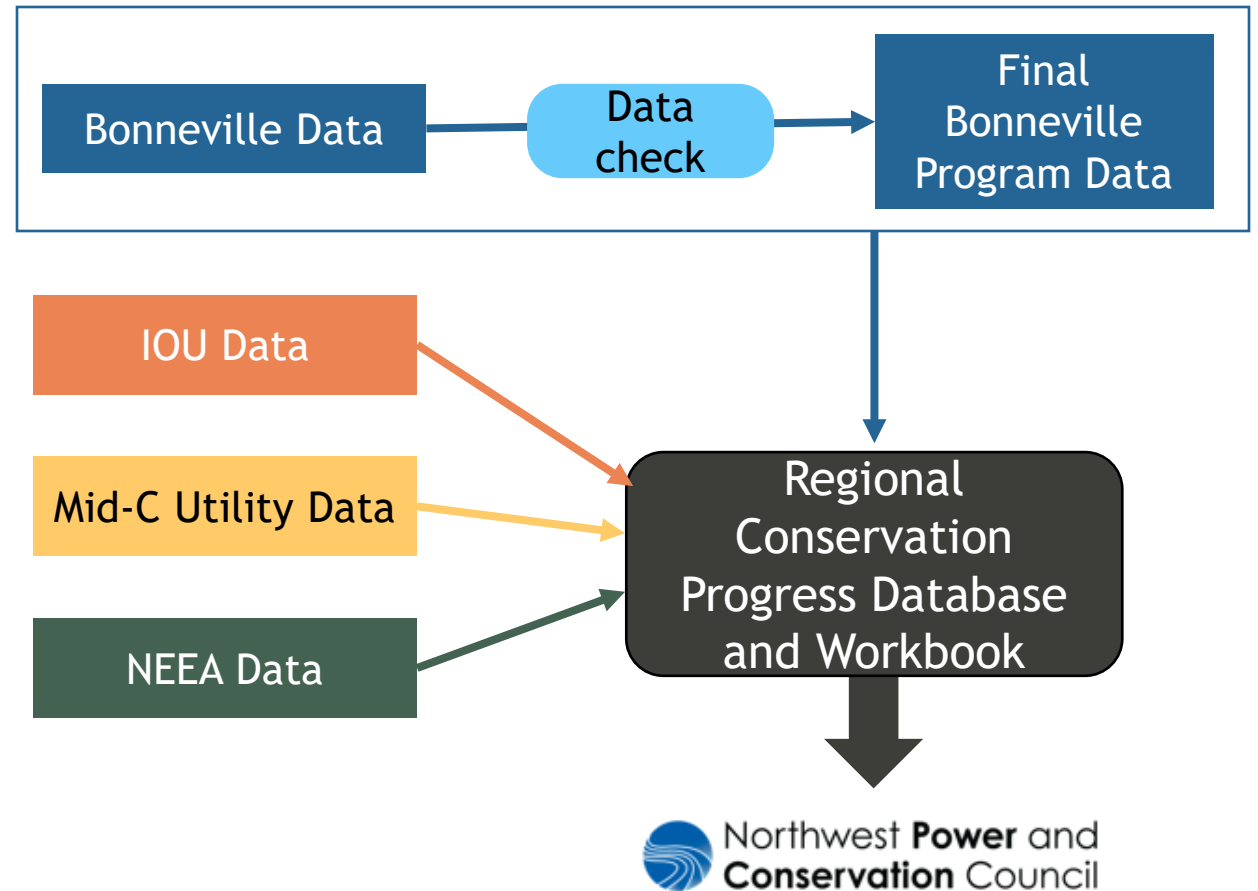 Bonneville Data
Data
check
Final
Bonneville
Program Data
IOU Data
Mid-C Utility Data
NEEA Data
Regional
Conservation
Progress Database
and Workbook
Northwest Power and
Conservation Council